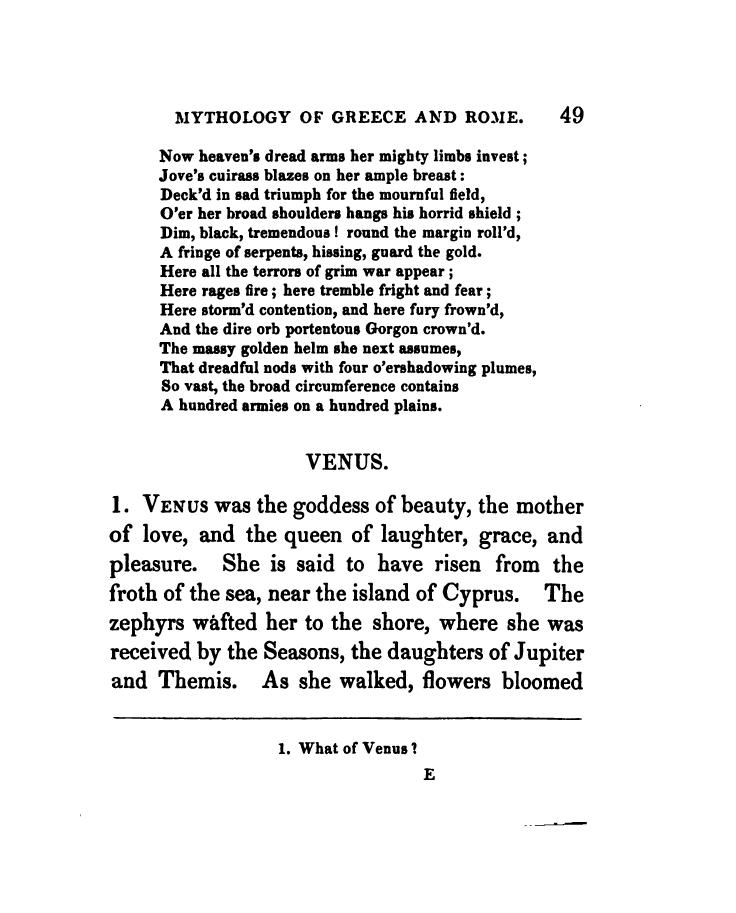 MYTHOLOGY OF GREECE AND ROME. 49
Now heaven's dread arms her mighty limbs invest;
Jove's cuirass blazes on her ample breast:
Deck'd in sad triumph for the mournful field,
O'er her broad shoulders hangs his horrid shield;
Dim, black, tremendous! round the margin roll'd,
A fringe of serpents, hissing, guard the gold.
Here all the terrors of grim war appear;
Here rages fire; here tremble fright and fear;
Here storm'd contention, and here fury frown'd,
And the dire orb portentous Gorgon crown'd.
The massy golden helm she next assumes,
That dreadful nods with four o'ershadowing plumes,
So vast, the broad circumference contains
A hundred armies on a hundred plains.
VENUS.
1. VENUS was the goddess of beauty, the mother
of love, and the queen of laughter, grace, and
pleasure. She is said to have risen from the
froth of the sea, near the island of Cyprus. The
zephyrs wafted her to the shore, where she was
received by the Seasons, the daughters of Jupiter
and Themis. As she walked, flowers bloomed
1. What of Venus?
E